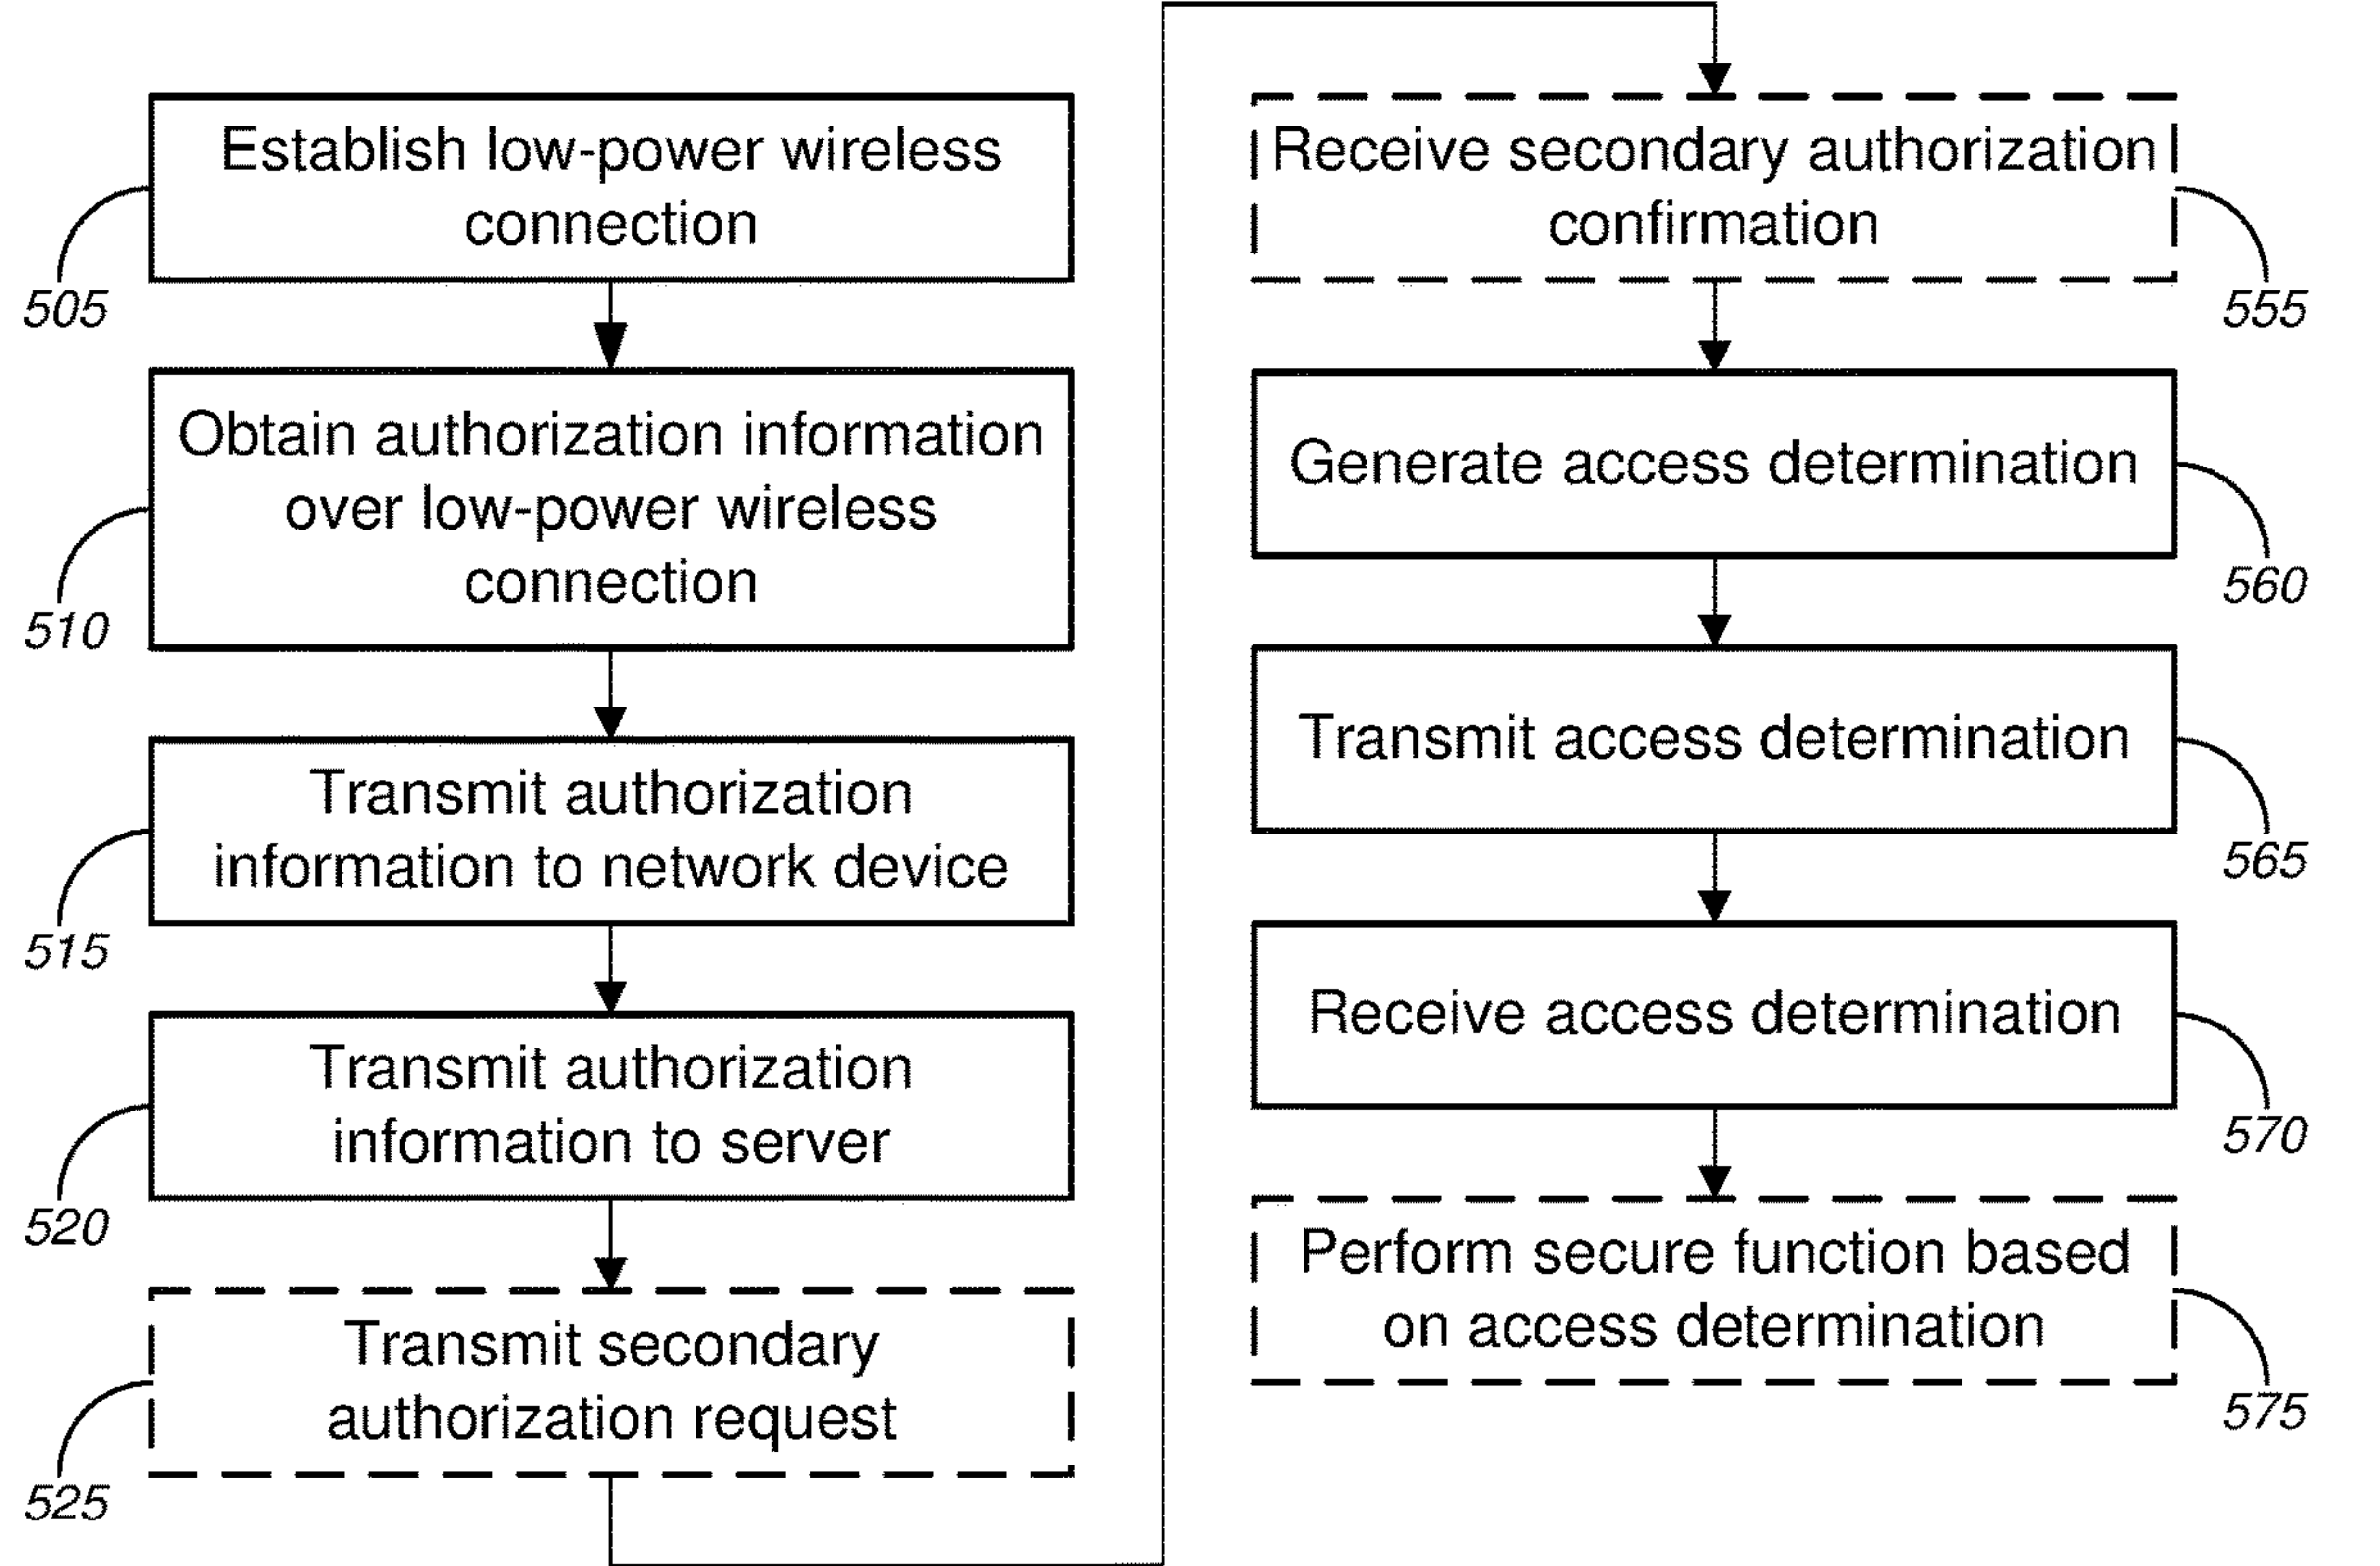 Establish low-power wireless
connection
505
Obtain authorization information
over low-power wireless
connection
510
Transmit authorization
information to network device
515
Transmit authorization
information to server
520
Transmit secondary
authorization request
525
Receive secondary authorization
confirmation
555
Generate access determination
560
Transmit access determination
565
Receive access determination
570
Perform secure function based
on access determination
575